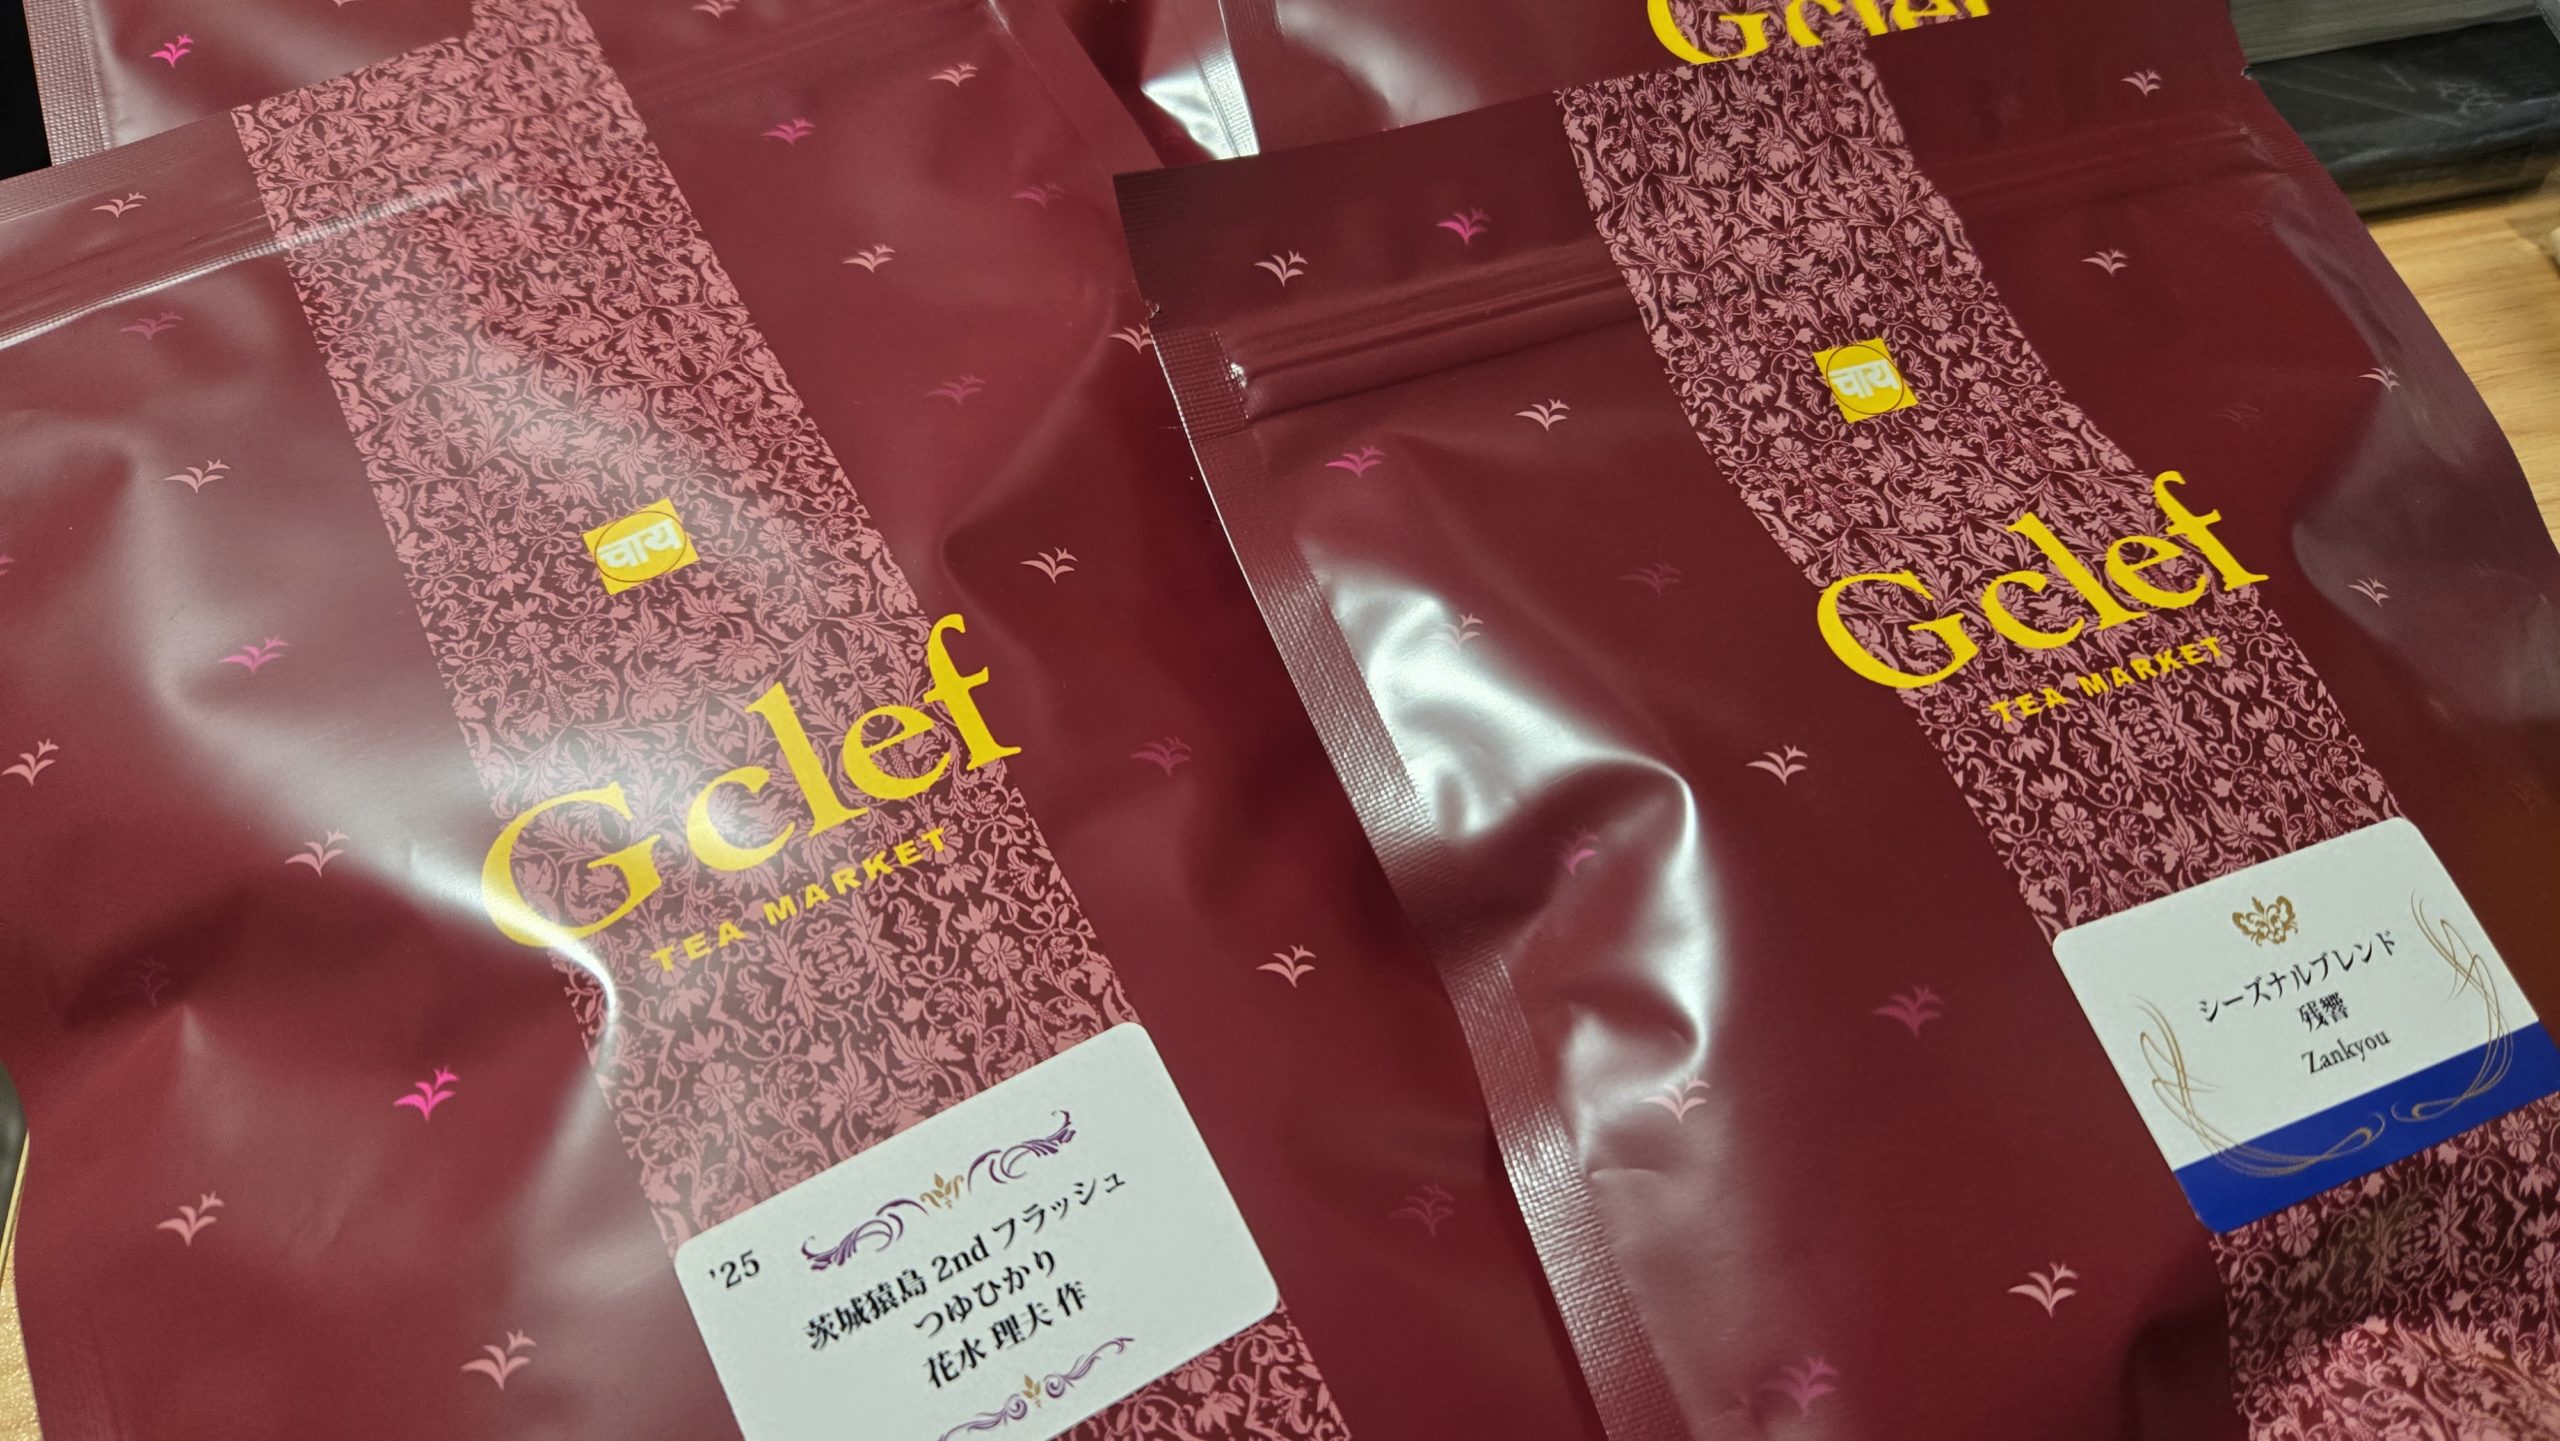 Gclef
चाय
Gclef
TEA MARKET
'25
茨城猿島 2nd フラッシュ
つゆひかり
花水 理夫 作
चाय
Gclef
TEA MARKET
シーズナルブレンド
残響
Zankyou